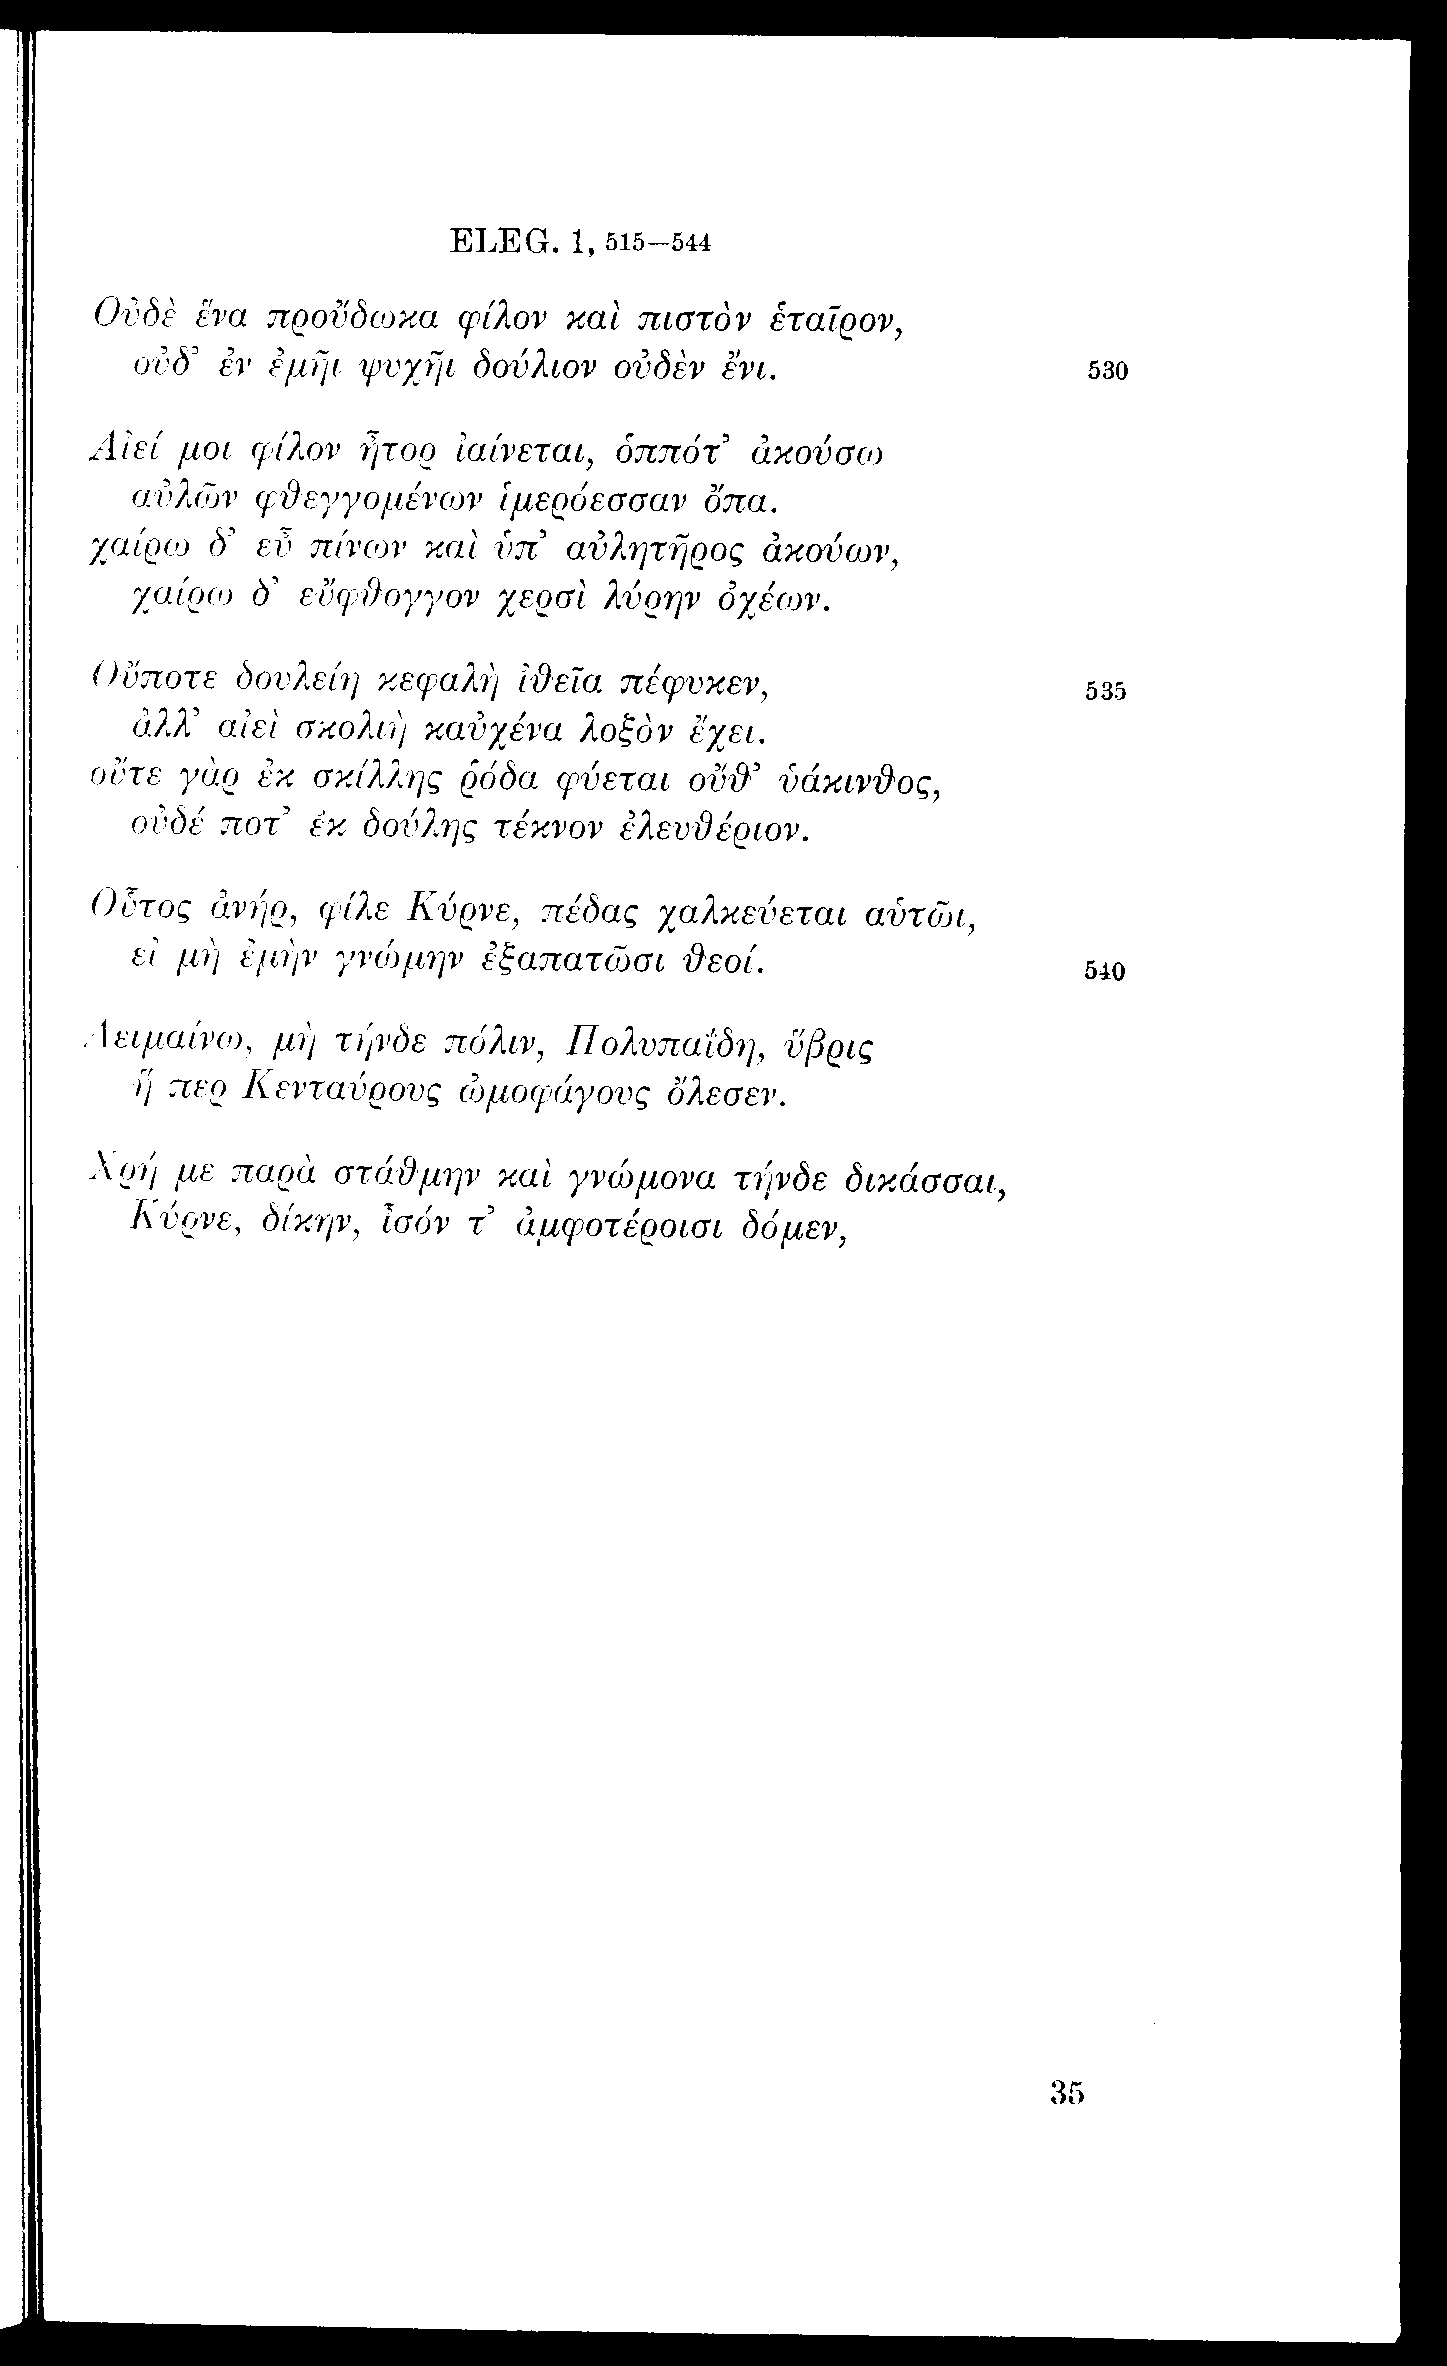 ELEG. 1, 515—544
Οὐδὲ ἕνα προὔδωκα φίλον καὶ πιστὸν ἑταῖρον,
οὐδ’ ἐν ἐμῆι ψυχῆι δούλιον οὐδὲν ἔνι. 530
Αἰεί μοι φίλον ἦτορ ἰαίνεται, ὁππότ’ ἀκούσω
αὐλῶν φθεγγομένων ἱμερόεσσαν ὄπα.
χαίρω δ’ εὖ πίνων καὶ ὑπ’ αὐλητῆρος ἀκούων,
χαίρω δ’ εὔφθογγον χερσὶ λύρην ὀχέων.
Οὔποτε δουλείη κεφαλὴ ἰθεῖα πέφυκεν, 535
ἀλλ’ αἰεὶ σκολιὴ καὐχένα λοξὸν ἔχει.
οὔτε γὰρ ἐκ σκίλλης ῥόδα φύεται οὔθ’ ὑάκινθος,
οὐδέ ποτ’ ἐκ δούλης τέκνον ἐλευθέριον.
Οὗτος ἀνήρ, φίλε Κύρνε, πέδας χαλκεύεται αὑτῶι,
εἰ μὴ ἐμὴν γνώμην ἐξαπατῶσι θεοί. 540
Δειμαίνω, μὴ τήνδε πόλιν, Πολυπαΐδη, ὕβρις
ἥ περ Κενταύρους ὠμοφάγους ὄλεσεν.
Χρή με παρὰ στάθμην καὶ γνώμονα τήνδε δικάσσαι,
Κύρνε, δίκην, ἶσόν τ’ ἀμφοτέροισι δόμεν,
35